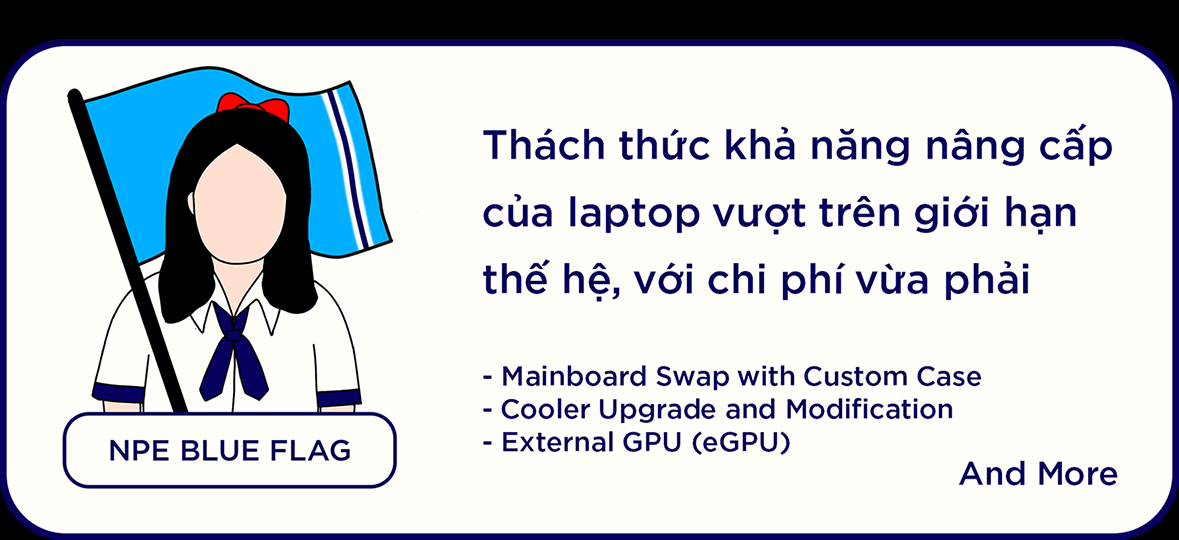 Thách thức khả năng nâng cấp
của laptop vượt trên giới hạn
thế hệ, với chi phí vừa phải
- Mainboard Swap with Custom Case
- Cooler Upgrade and Modification
- External GPU (eGPU)
And More
NPE BLUE FLAG